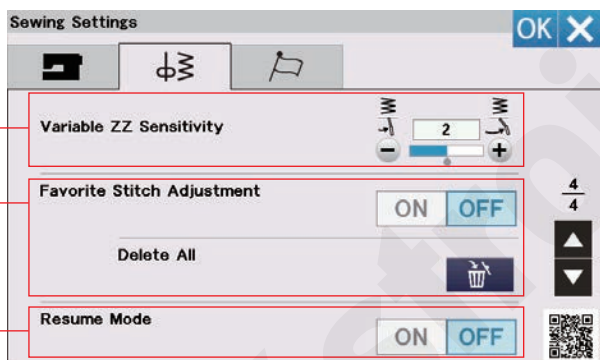 Sewing Settings
OK
Variable ZZ Sensitivity
2
Favorite Stitch Adjustment
ON OFF
4
4
Delete All
Resume Mode
ON OFF